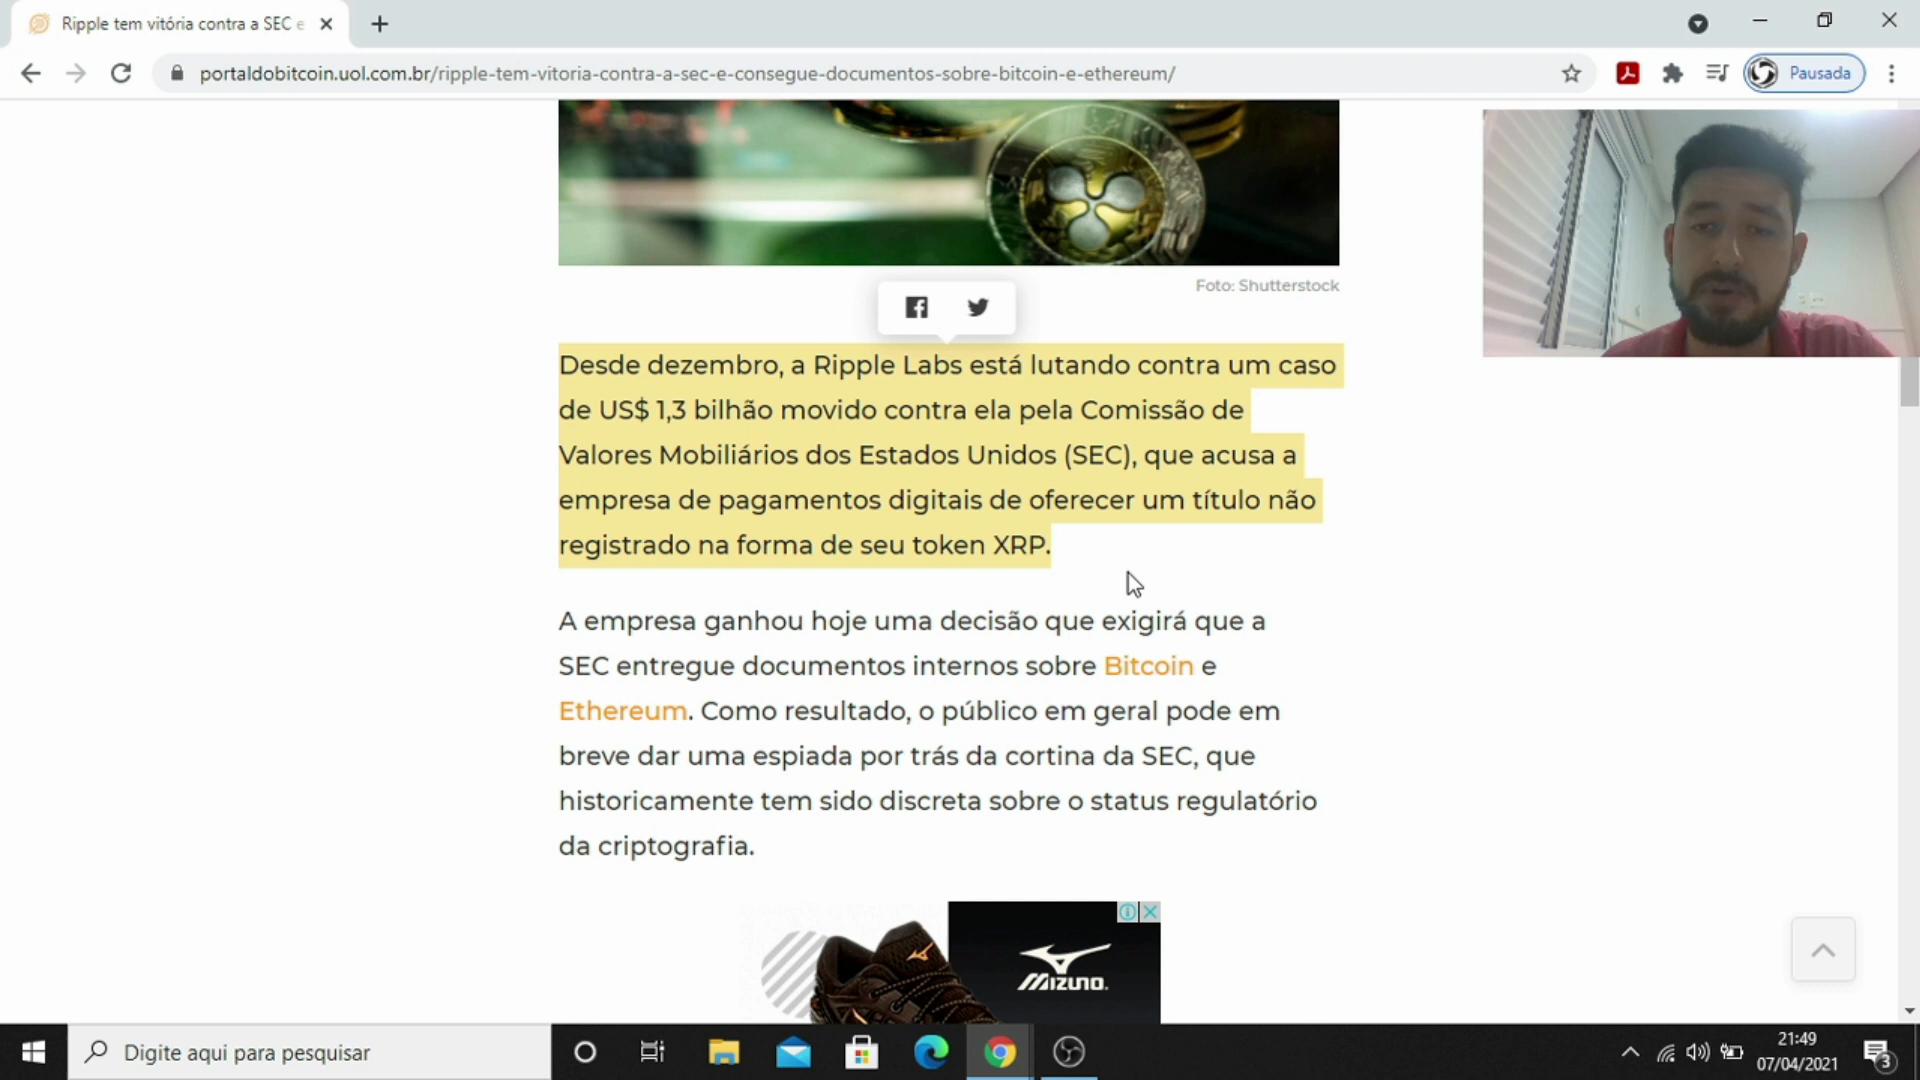 Ripple tem vitória contra a SEC e
portaldobitcoin.uol.com.br/ripple-tem-vitoria-contra-a-sec-e-consegue-documentos-sobre-bitcoin-e-ethereum/
Pausada
Foto: Shutterstock
Desde dezembro, a Ripple Labs está lutando contra um caso
de US$ 1,3 bilhão movido contra ela pela Comissão de
Valores Mobiliários dos Estados Unidos (SEC), que acusa a
empresa de pagamentos digitais de oferecer um título não
registrado na forma de seu token XRP.
A empresa ganhou hoje uma decisão que exigirá que a
SEC entregue documentos internos sobre Bitcoin e
Ethereum. Como resultado, o público em geral pode em
breve dar uma espiada por trás da cortina da SEC, que
historicamente tem sido discreta sobre o status regulatório
da criptografia.
MIZUNO.
Digite aqui para pesquisar
21:49
07/04/2021
3